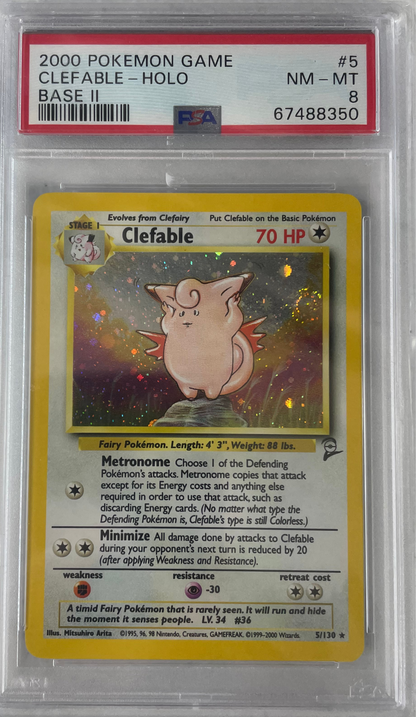 2000 POKEMON GAME #5
CLEFABLE - HOLO NM - MT
BASE II 8
PSA 67488350
Evolves from Clefairy Put Clefable on the Basic Pokémon
STAGE 1 Clefable 70 HP
Fairy Pokémon. Length: 4' 3", Weight: 88 lbs.
Metronome Choose 1 of the Defending
Pokémon's attacks. Metronome copies that attack
except for its Energy costs and anything else
required in order to use that attack, such as
discarding Energy cards. (No matter what type the
Defending Pokémon is, Clefable's type is still Colorless.)
Minimize All damage done by attacks to Clefable
during your opponent's next turn is reduced by 20
(after applying Weakness and Resistance).
weakness resistance retreat cost
-30
A timid Fairy Pokémon that is rarely seen. It will run and hide
the moment it senses people. LV. 34 #36
Illus. Mitsuhiro Arita ©1995, 96, 98 Nintendo, Creatures, GAMEFREAK. ©1999-2000 Wizards. 5/130 ★